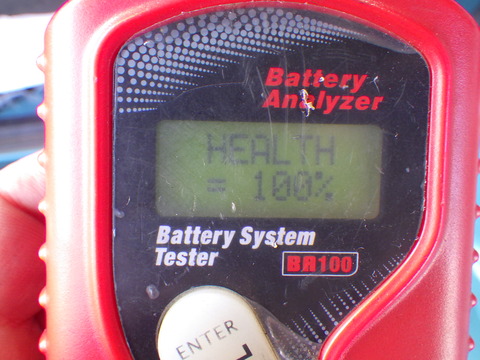 Battery
Analyzer
HEALTH
= 100%
Battery System
Tester
BA100
ENTER